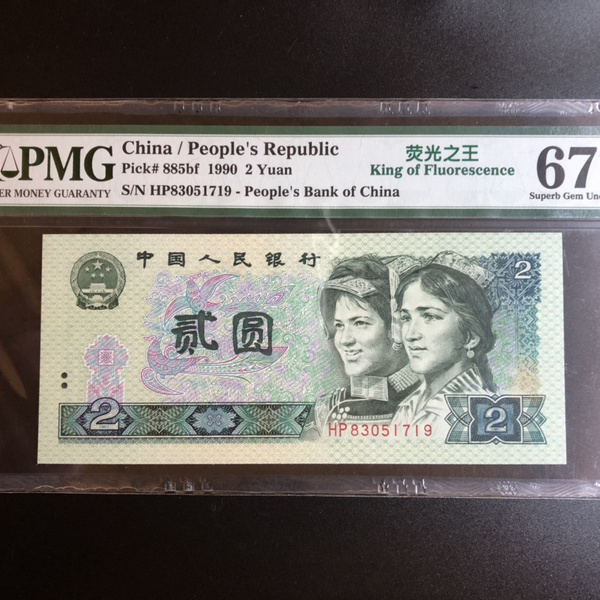 PMG
ER MONEY GUARANTY
China / People's Republic
Pick# 885bf 1990 2 Yuan
S/N HP83051719 - People's Bank of China
荧光之王
King of Fluorescence
67
Superb Gem Unc
中国人民银行
2
贰圆
2
HP83051719
2